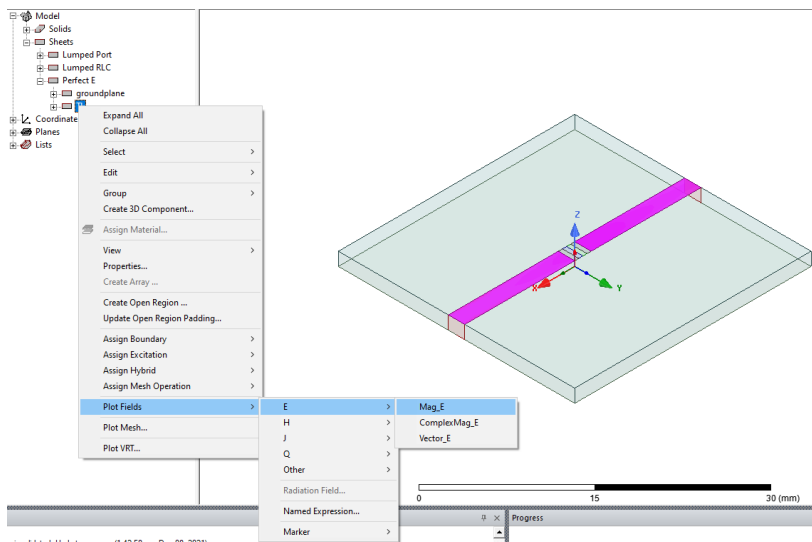 Model
Solids
Sheets
Lumped Port
Lumped RLC
Perfect E
groundplane
Coordinate
Planes
Lists
Expand All
Collapse All
Select
Edit
Group
Create 3D Component...
Assign Material...
View
Properties...
Create Array ...
Create Open Region ...
Update Open Region Padding...
Assign Boundary
Assign Excitation
Assign Hybrid
Assign Mesh Operation
Plot Fields
Plot Mesh...
Plot VRT...
E
H
J
Q
Other
Radiation Field...
Named Expression...
Marker
Mag_E
ComplexMag_E
Vector_E
Z
X
Y
0 15 30 (mm)
Progress